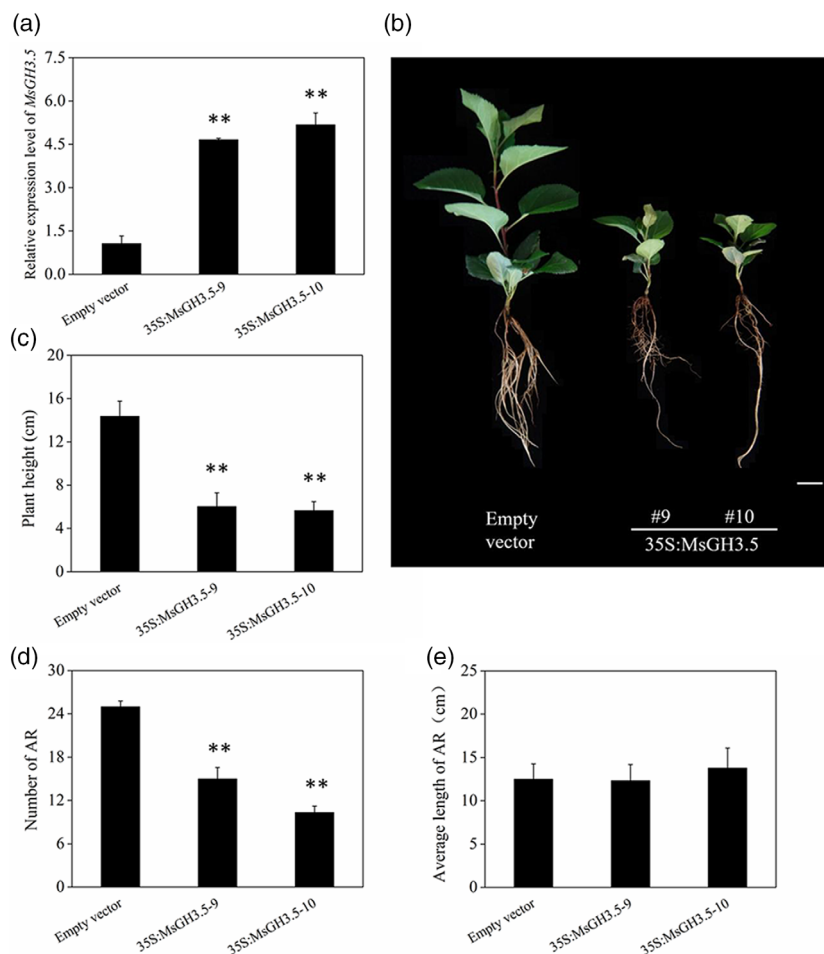 (a)
Relative expression level of MsGH3.5
7.5
6.0
4.5
3.0
1.5
0.0
**
**
Empty vector
35S:MsGH3.5-9
35S:MsGH3.5-10
(b)
Empty
vector
#9
#10
35S:MsGH3.5
(c)
Plant height (cm)
20
16
12
8
4
0
**
**
Empty vector
35S:MsGH3.5-9
35S:MsGH3.5-10
(d)
Number of AR
30
24
18
12
6
0
**
**
Empty vector
35S:MsGH3.5-9
35S:MsGH3.5-10
(e)
Average length of AR（cm）
25
20
15
10
5
0
Empty vector
35S:MsGH3.5-9
35S:MsGH3.5-10